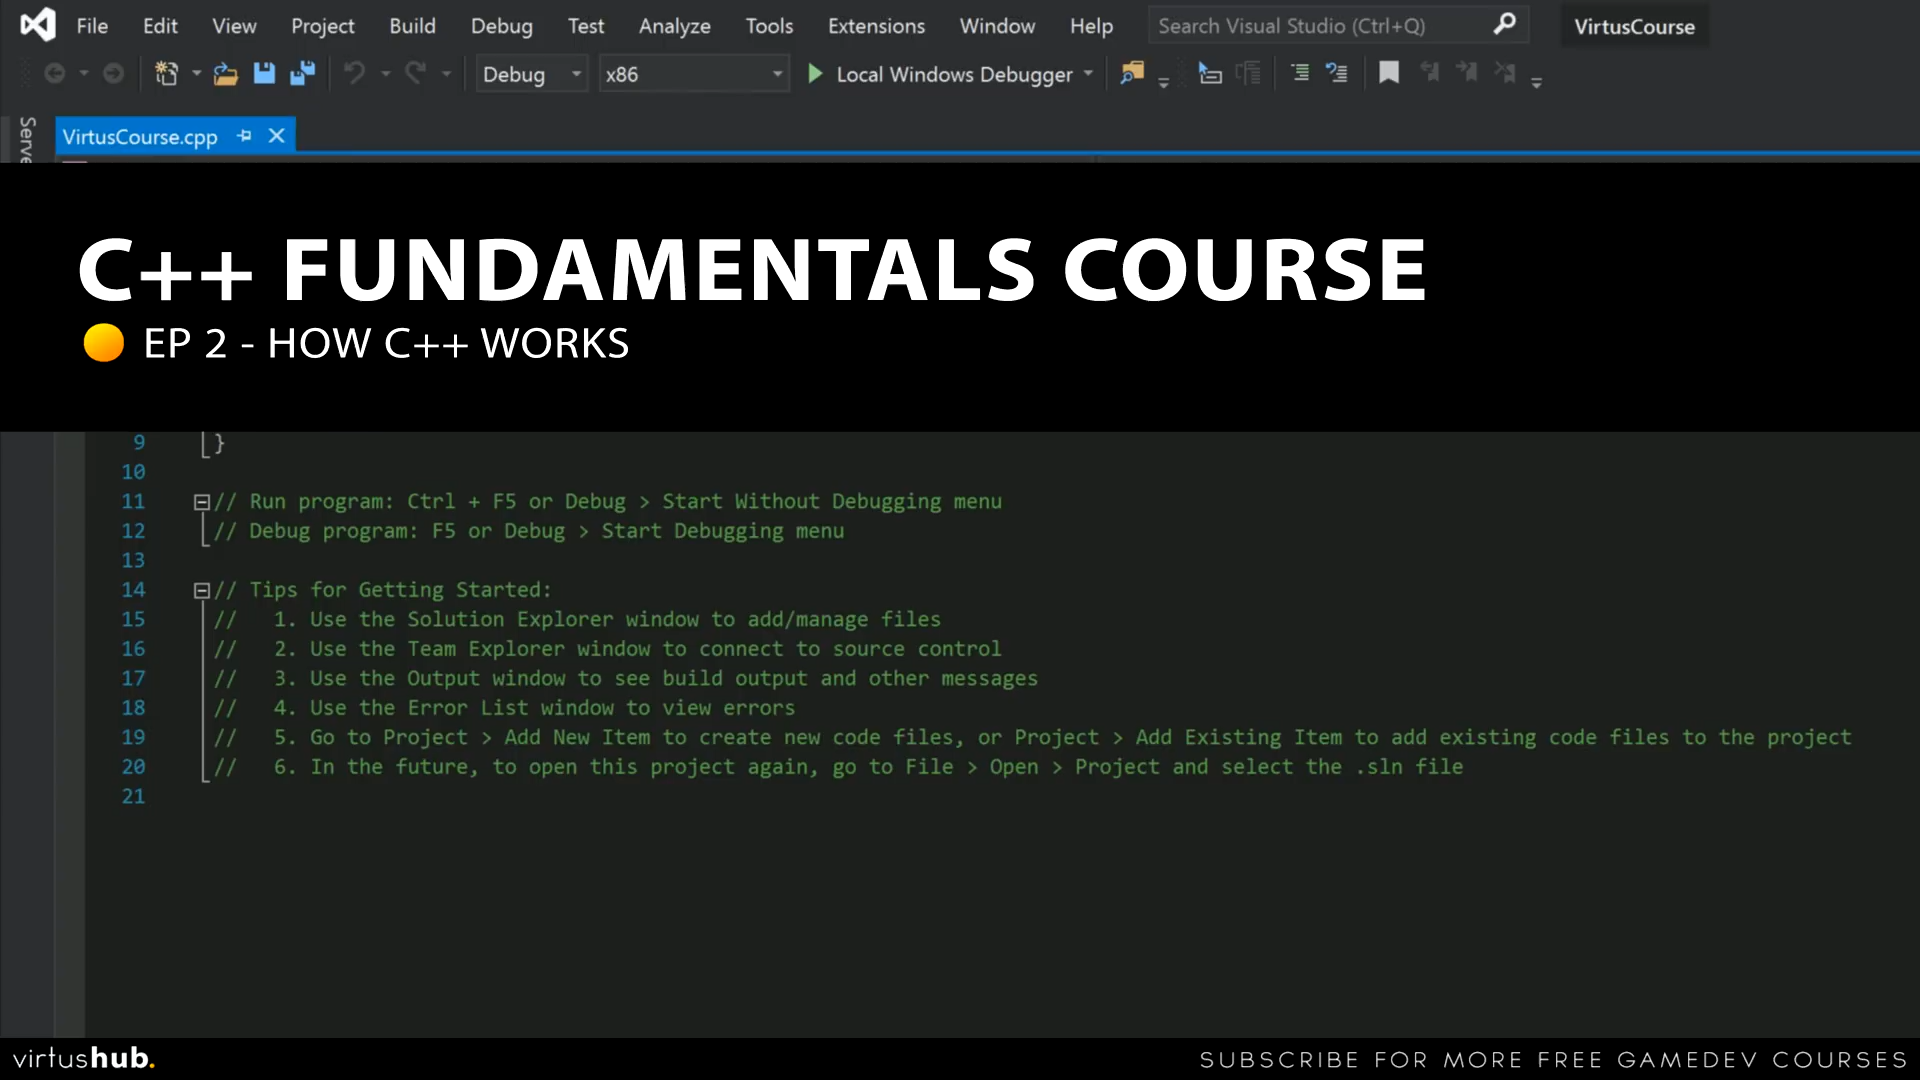 File Edit View Project Build Debug Test Analyze Tools Extensions Window Help Search Visual Studio (Ctrl+Q) VirtusCourse
Debug x86 Local Windows Debugger
Serve
VirtusCourse.cpp
C++ FUNDAMENTALS COURSE
EP 2 - HOW C++ WORKS
9 }
10
11 // Run program: Ctrl + F5 or Debug > Start Without Debugging menu
12 // Debug program: F5 or Debug > Start Debugging menu
13
14 // Tips for Getting Started:
15 //   1. Use the Solution Explorer window to add/manage files
16 //   2. Use the Team Explorer window to connect to source control
17 //   3. Use the Output window to see build output and other messages
18 //   4. Use the Error List window to view errors
19 //   5. Go to Project > Add New Item to create new code files, or Project > Add Existing Item to add existing code files to the project
20 //   6. In the future, to open this project again, go to File > Open > Project and select the .sln file
21
virtushub.
SUBSCRIBE FOR MORE FREE GAMEDEV COURSES